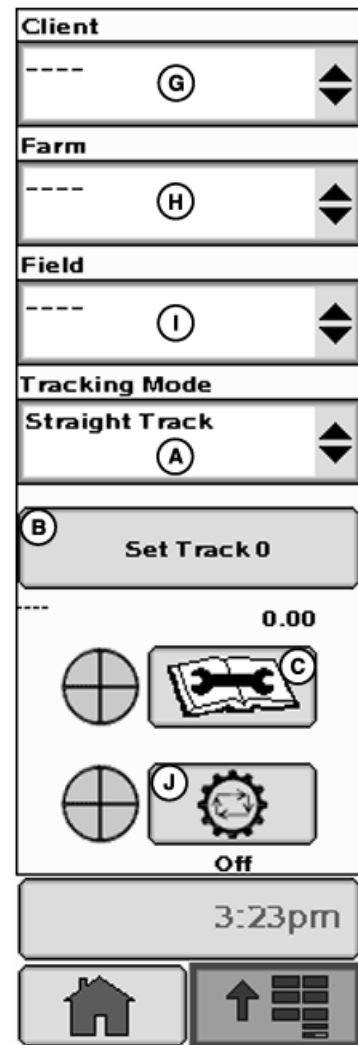 Client
----
G
Farm
----
H
Field
----
I
Tracking Mode
Straight Track
A
B
Set Track 0
----
0.00
C
J
Off
3:23pm